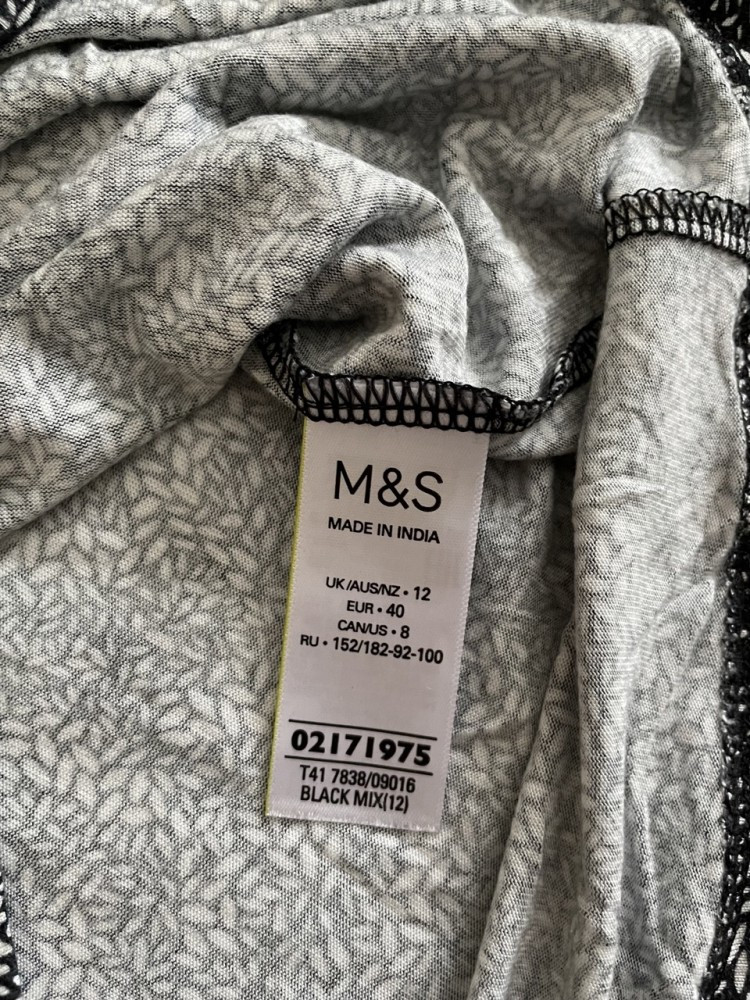 M&S
MADE IN INDIA
UK/AUS/NZ • 12
EUR • 40
CAN/US • 8
RU • 152/182-92-100
02171975
T41 7838/09016
BLACK MIX(12)